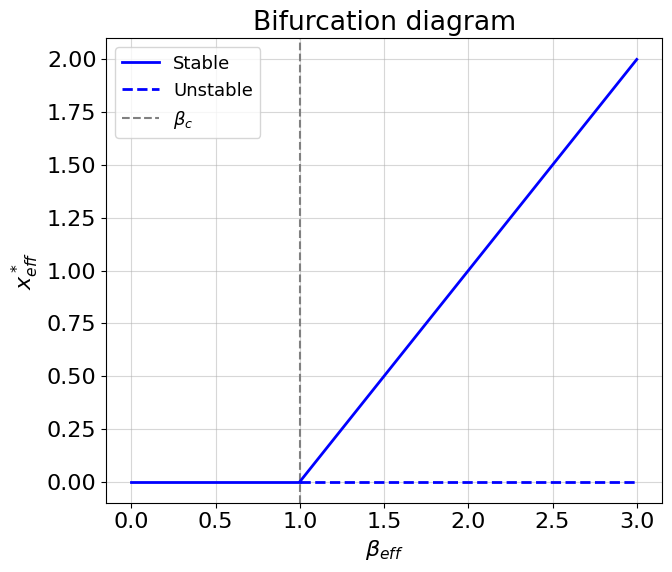 Bifurcation diagram
Stable
Unstable
β_c
x*_eff
2.00
1.75
1.50
1.25
1.00
0.75
0.50
0.25
0.00
0.0 0.5 1.0 1.5 2.0 2.5 3.0
β_eff